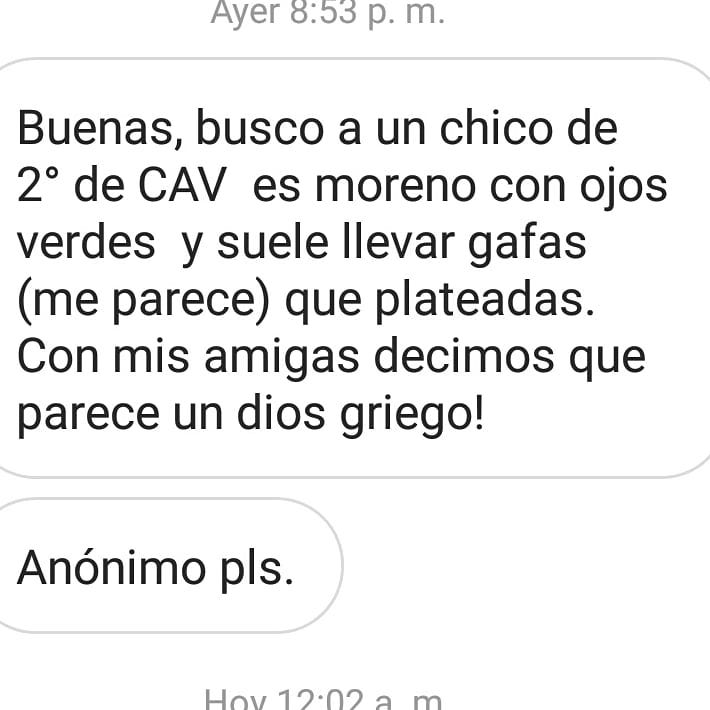 Ayer 8:53 p. m.
Buenas, busco a un chico de
2° de CAV es moreno con ojos
verdes y suele llevar gafas
(me parece) que plateadas.
Con mis amigas decimos que
parece un dios griego!
Anónimo pls.
Hoy 12:02 a. m.